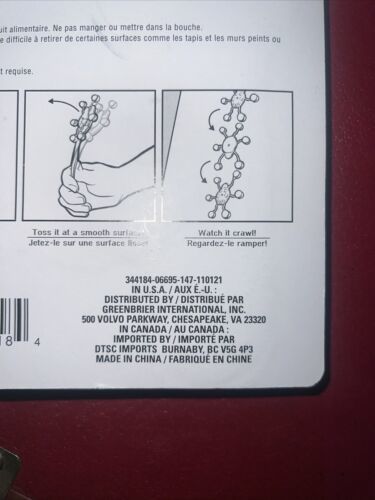 uit alimentaire. Ne pas manger ou mettre dans la bouche.
e difficile à retirer de certaines surfaces comme les tapis et les murs peints ou
t requise.
Toss it at a smooth surfa
Jetez-le sur une surface lisse
Watch it crawl!
Regardez-le ramper!
344184-06695-147-110121
IN U.S.A. / AUX É.-U. :
DISTRIBUTED BY / DISTRIBUÉ PAR
GREENBRIER INTERNATIONAL, INC.
500 VOLVO PARKWAY, CHESAPEAKE, VA 23320
IN CANADA / AU CANADA :
IMPORTED BY / IMPORTÉ PAR
DTSC IMPORTS BURNABY, BC V5G 4P3
MADE IN CHINA / FABRIQUÉ EN CHINE
8 4